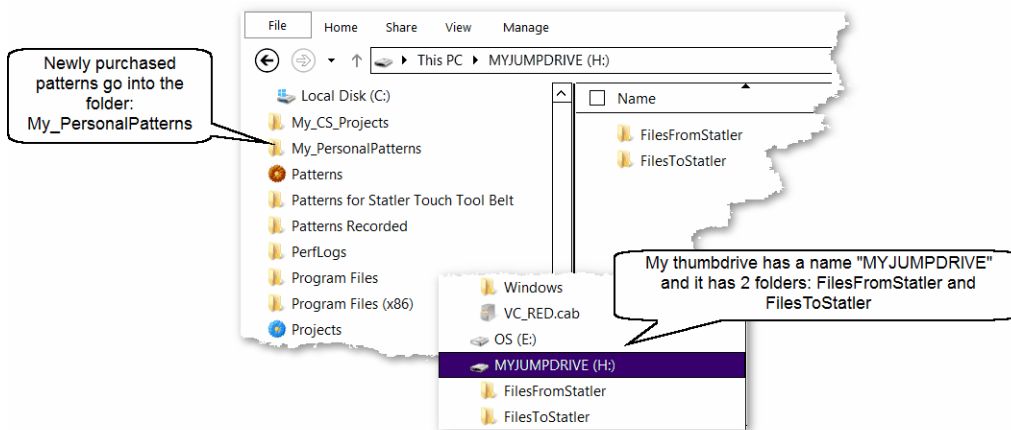 File Home Share View Manage
This PC MYJUMPDRIVE (H:)
Newly purchased
patterns go into the
folder:
My_PersonalPatterns
Local Disk (C:)
My_CS_Projects
My_PersonalPatterns
Patterns
Patterns for Statler Touch Tool Belt
Patterns Recorded
PerfLogs
Program Files
Program Files (x86)
Projects
Name
FilesFromStatler
FilesToStatler
My thumbdrive has a name "MYJUMPDRIVE"
and it has 2 folders: FilesFromStatler and
FilesToStatler
Windows
VC_RED.cab
OS (E:)
MYJUMPDRIVE (H:)
FilesFromStatler
FilesToStatler